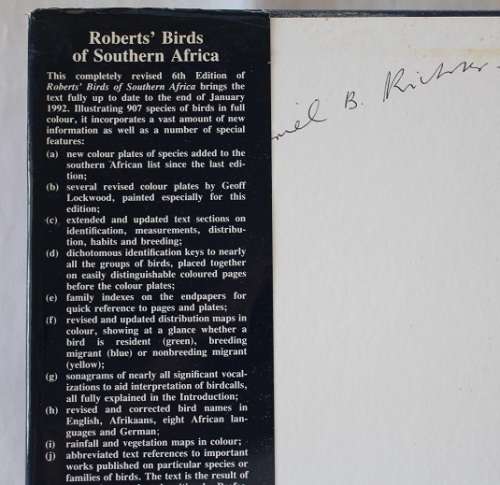 Roberts' Birds
of Southern Africa
This completely revised 6th Edition of
Roberts' Birds of Southern Africa brings the
text fully up to date to the end of January
1992. Illustrating 907 species of birds in full
colour, it incorporates a vast amount of new
information as well as a number of special
features:
(a) new colour plates of species added to the
southern African list since the last edi-
tion;
(b) several revised colour plates by Geoff
Lockwood, painted especially for this
edition;
(c) extended and updated text sections on
identification, measurements, distribu-
tion, habits and breeding;
(d) dichotomous identification keys to nearly
all the groups of birds, placed together
on easily distinguishable coloured pages
before the colour plates;
(e) family indexes on the endpapers for
quick reference to pages and plates;
(f) revised and updated distribution maps in
colour, showing at a glance whether a
bird is resident (green), breeding
migrant (blue) or nonbreeding migrant
(yellow);
(g) sonagrams of nearly all significant vocal-
izations to aid interpretation of birdcalls,
all fully explained in the Introduction;
(h) revised and corrected bird names in
English, Afrikaans, eight African lan-
guages and German;
(i) rainfall and vegetation maps in colour;
(j) abbreviated text references to important
works published on particular species or
families of birds. The text is the result of
B.